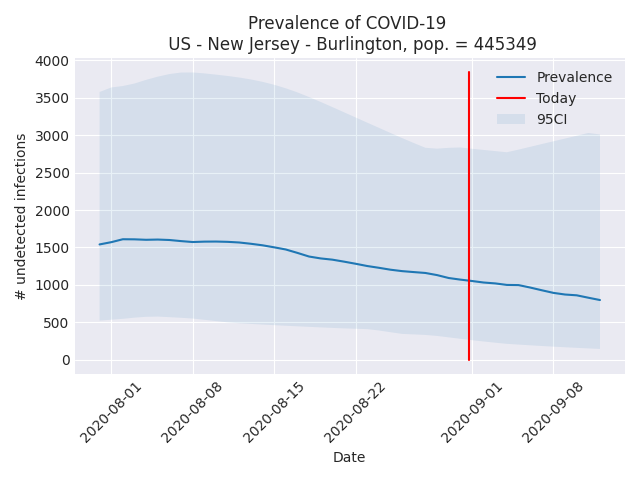 Prevalence of COVID-19
US - New Jersey - Burlington, pop. = 445349
4000
3500
3000
2500
2000
1500
1000
500
0
# undetected infections
Prevalence
Today
95CI
2020-08-01
2020-08-08
2020-08-15
2020-08-22
2020-09-01
2020-09-08
Date